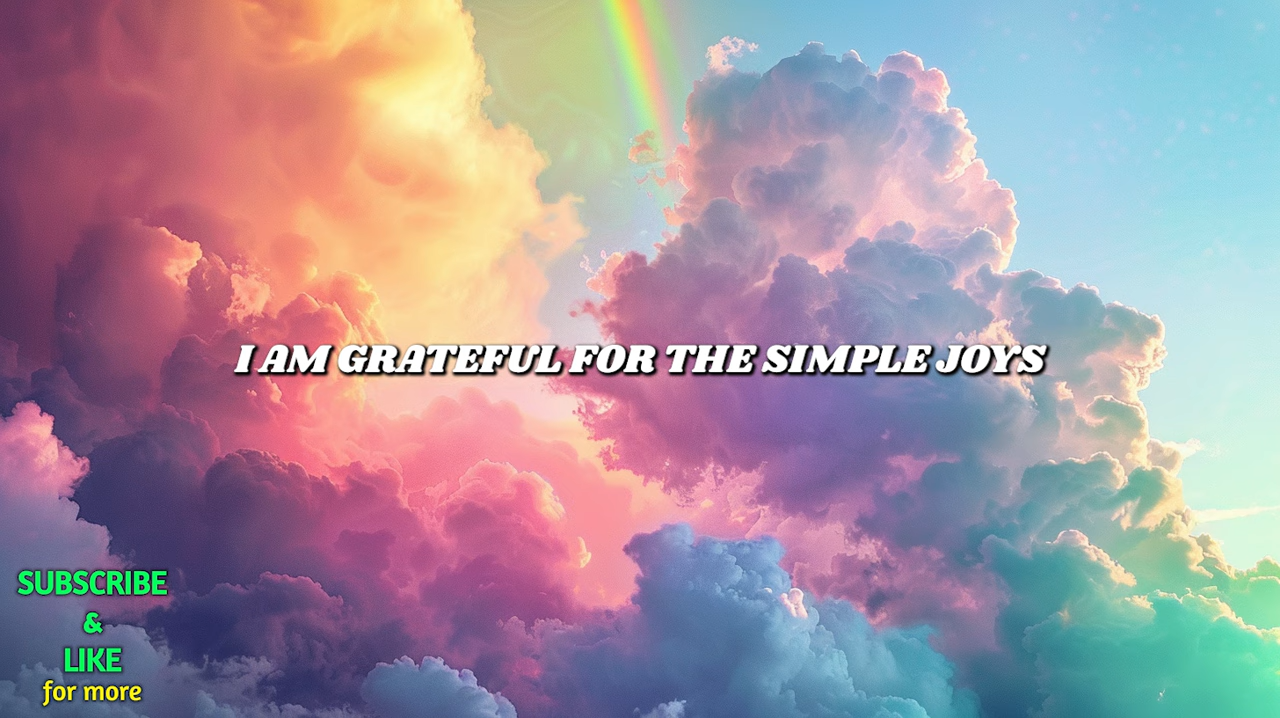 I AM GRATEFUL FOR THE SIMPLE JOYS
SUBSCRIBE
&
LIKE
for more